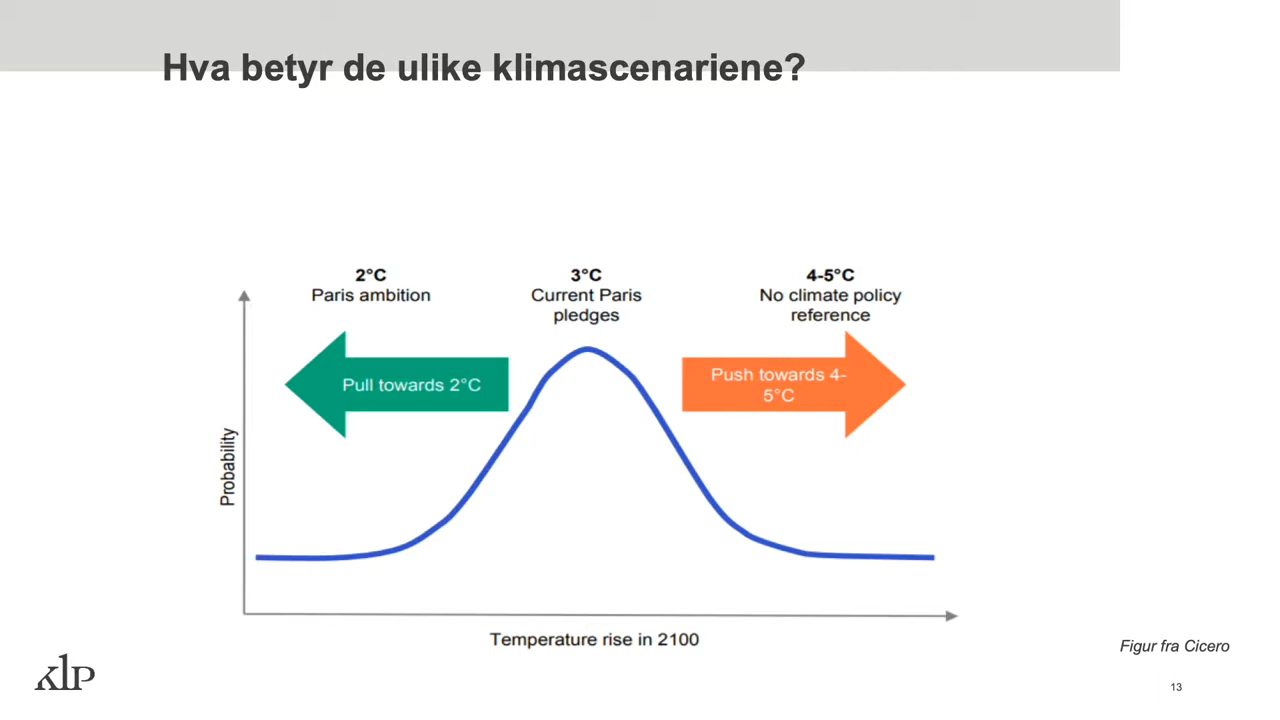 Hva betyr de ulike klimascenariene?
2°C
Paris ambition
3°C
Current Paris
pledges
4-5°C
No climate policy
reference
Pull towards 2°C
Push towards 4-
5°C
Probability
Temperature rise in 2100
Figur fra Cicero
klp
13